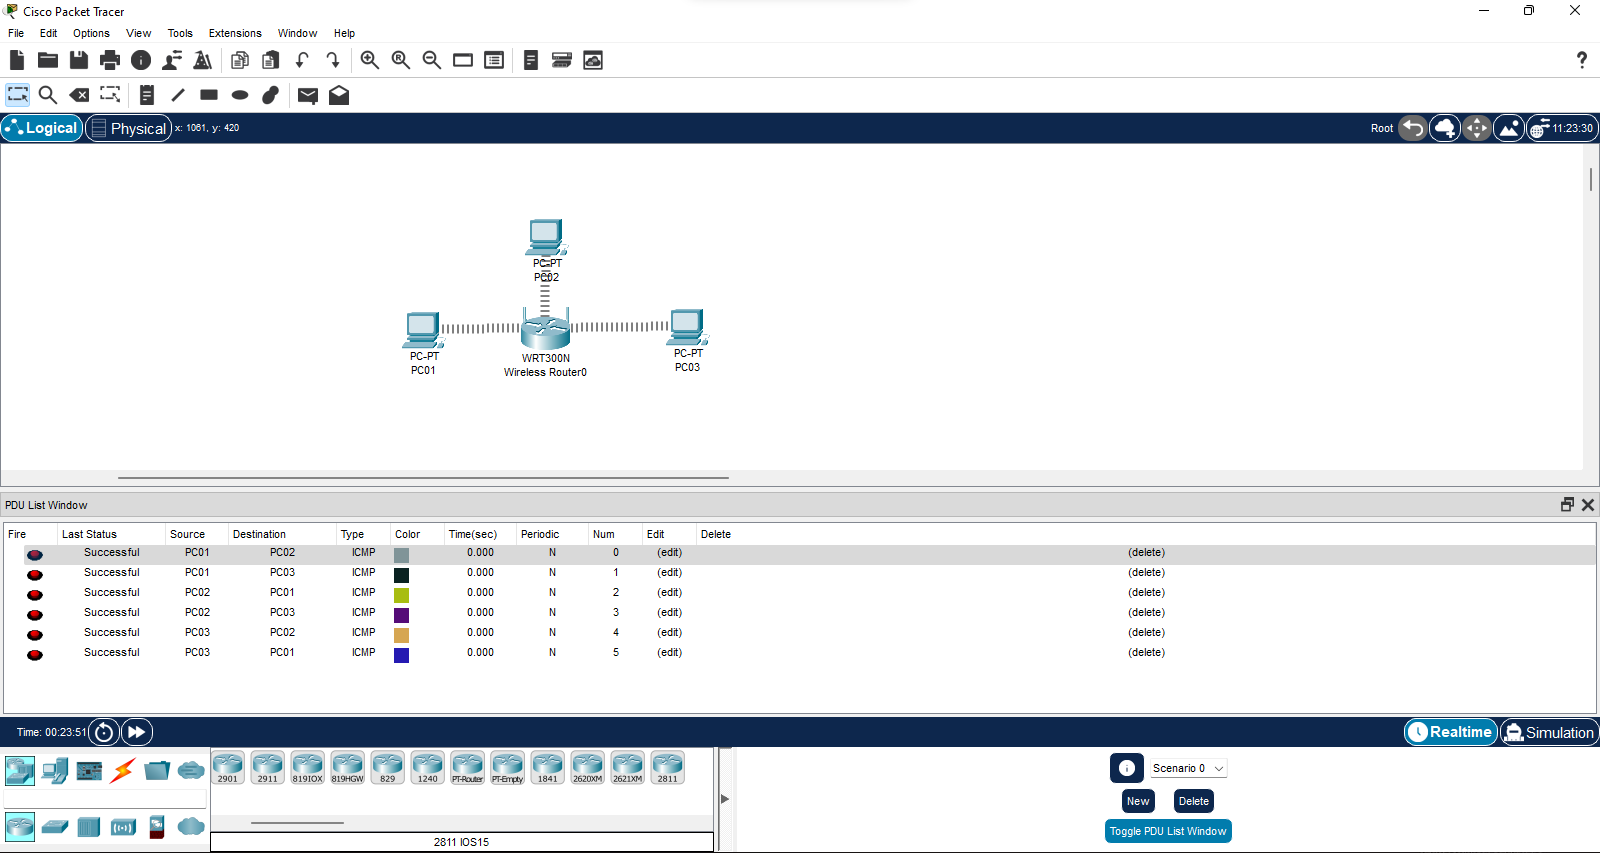 Cisco Packet Tracer
File Edit Options View Tools Extensions Window Help
Logical Physical x: 1061, y: 420 Root 11:23:30
PC-PT
PC02
PC-PT
PC01
WRT300N
Wireless Router0
PC-PT
PC03
PDU List Window
Fire Last Status Source Destination Type Color Time(sec) Periodic Num Edit Delete
Successful PC01 PC02 ICMP 0.000 N 0 (edit) (delete)
Successful PC01 PC03 ICMP 0.000 N 1 (edit) (delete)
Successful PC02 PC01 ICMP 0.000 N 2 (edit) (delete)
Successful PC02 PC03 ICMP 0.000 N 3 (edit) (delete)
Successful PC03 PC02 ICMP 0.000 N 4 (edit) (delete)
Successful PC03 PC01 ICMP 0.000 N 5 (edit) (delete)
Time: 00:23:51 Realtime Simulation
2901 2911 819IOX 819HGW 829 1240 PT-Router PT-Empty 1841 2620XM 2621XM 2811
Scenario 0
New Delete
Toggle PDU List Window
2811 IOS15